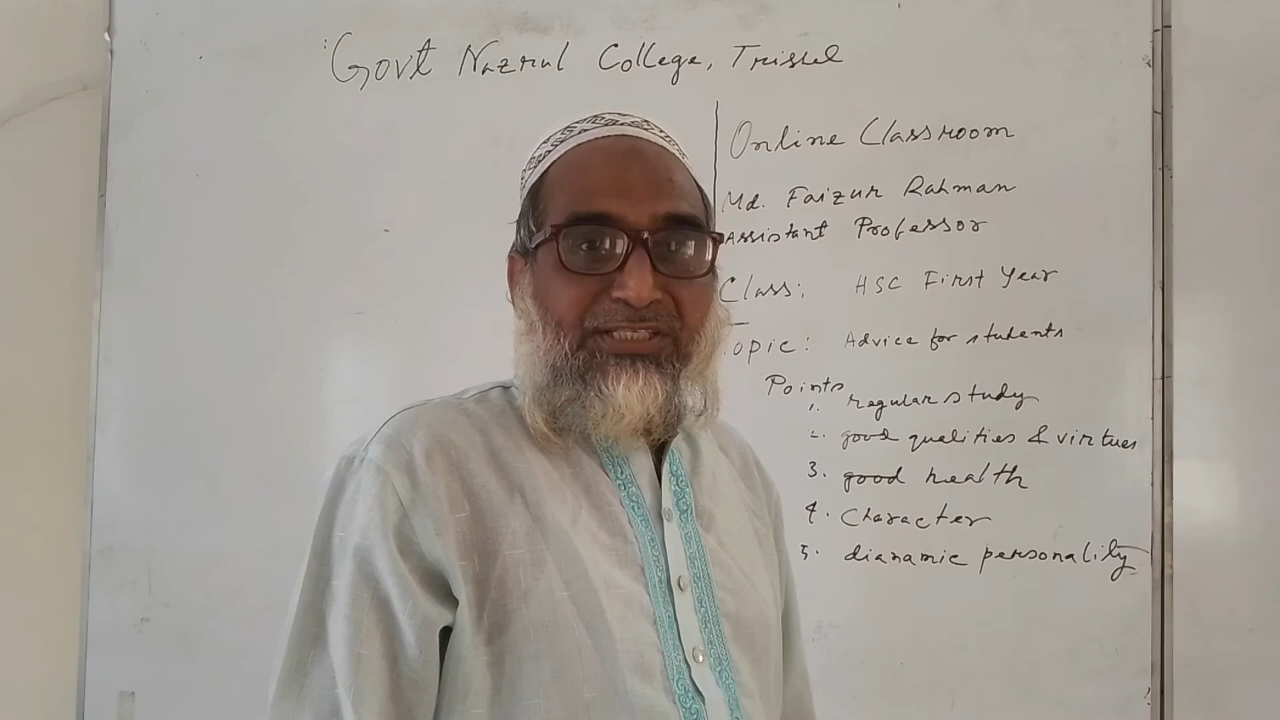 Govt Nazrul College, Trishal
Online Classroom
Md. Faizur Rahman
Assistant Professor
Class: HSC First Year
Topic: Advice for students
Points
1. regular study
2. good qualities & virtues
3. good health
4. Character
5. dianamic personality